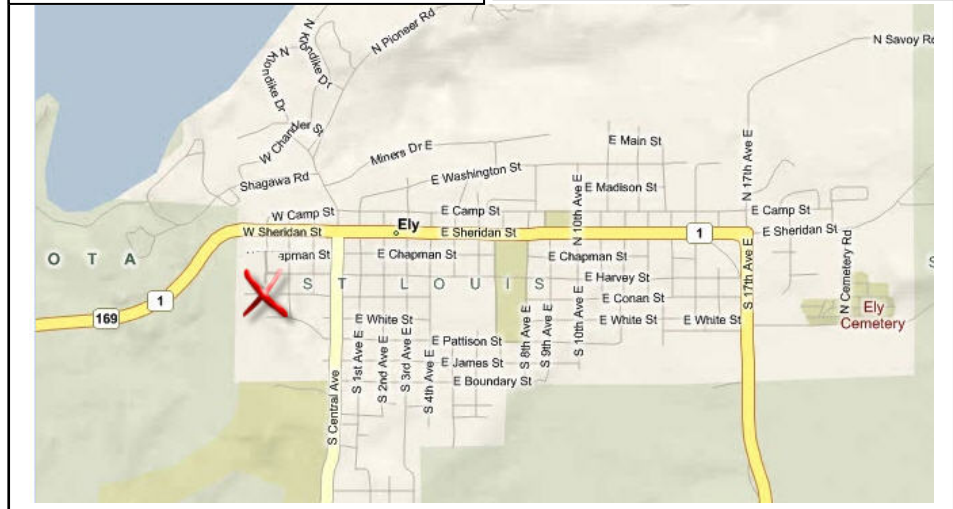 N Klondike Dr
N Klondike Dr
N Pioneer Rd
N Savoy Rd
W Chandler St
Miners Dr E
E Main St
N 17th Ave E
E Washington St
Shagawa Rd
E Madison St
N 10th Ave E
W Camp St
E Camp St
E Camp St
Ely
W Sheridan St
E Sheridan St
1
E Sheridan St
O T A
apman St
E Chapman St
E Chapman St
N Cemetery Rd
S 17th Ave E
S T L O U I S
S
E Harvey St
E Conan St
1
169
E White St
E White St
E White St
Ely
Cemetery
S 10th Ave E
S 9th Ave E
S 8th Ave E
E Pattison St
E James St
E Boundary St
S 1st Ave E
S 2nd Ave E
S 3rd Ave E
S 4th Ave E
S Central Ave